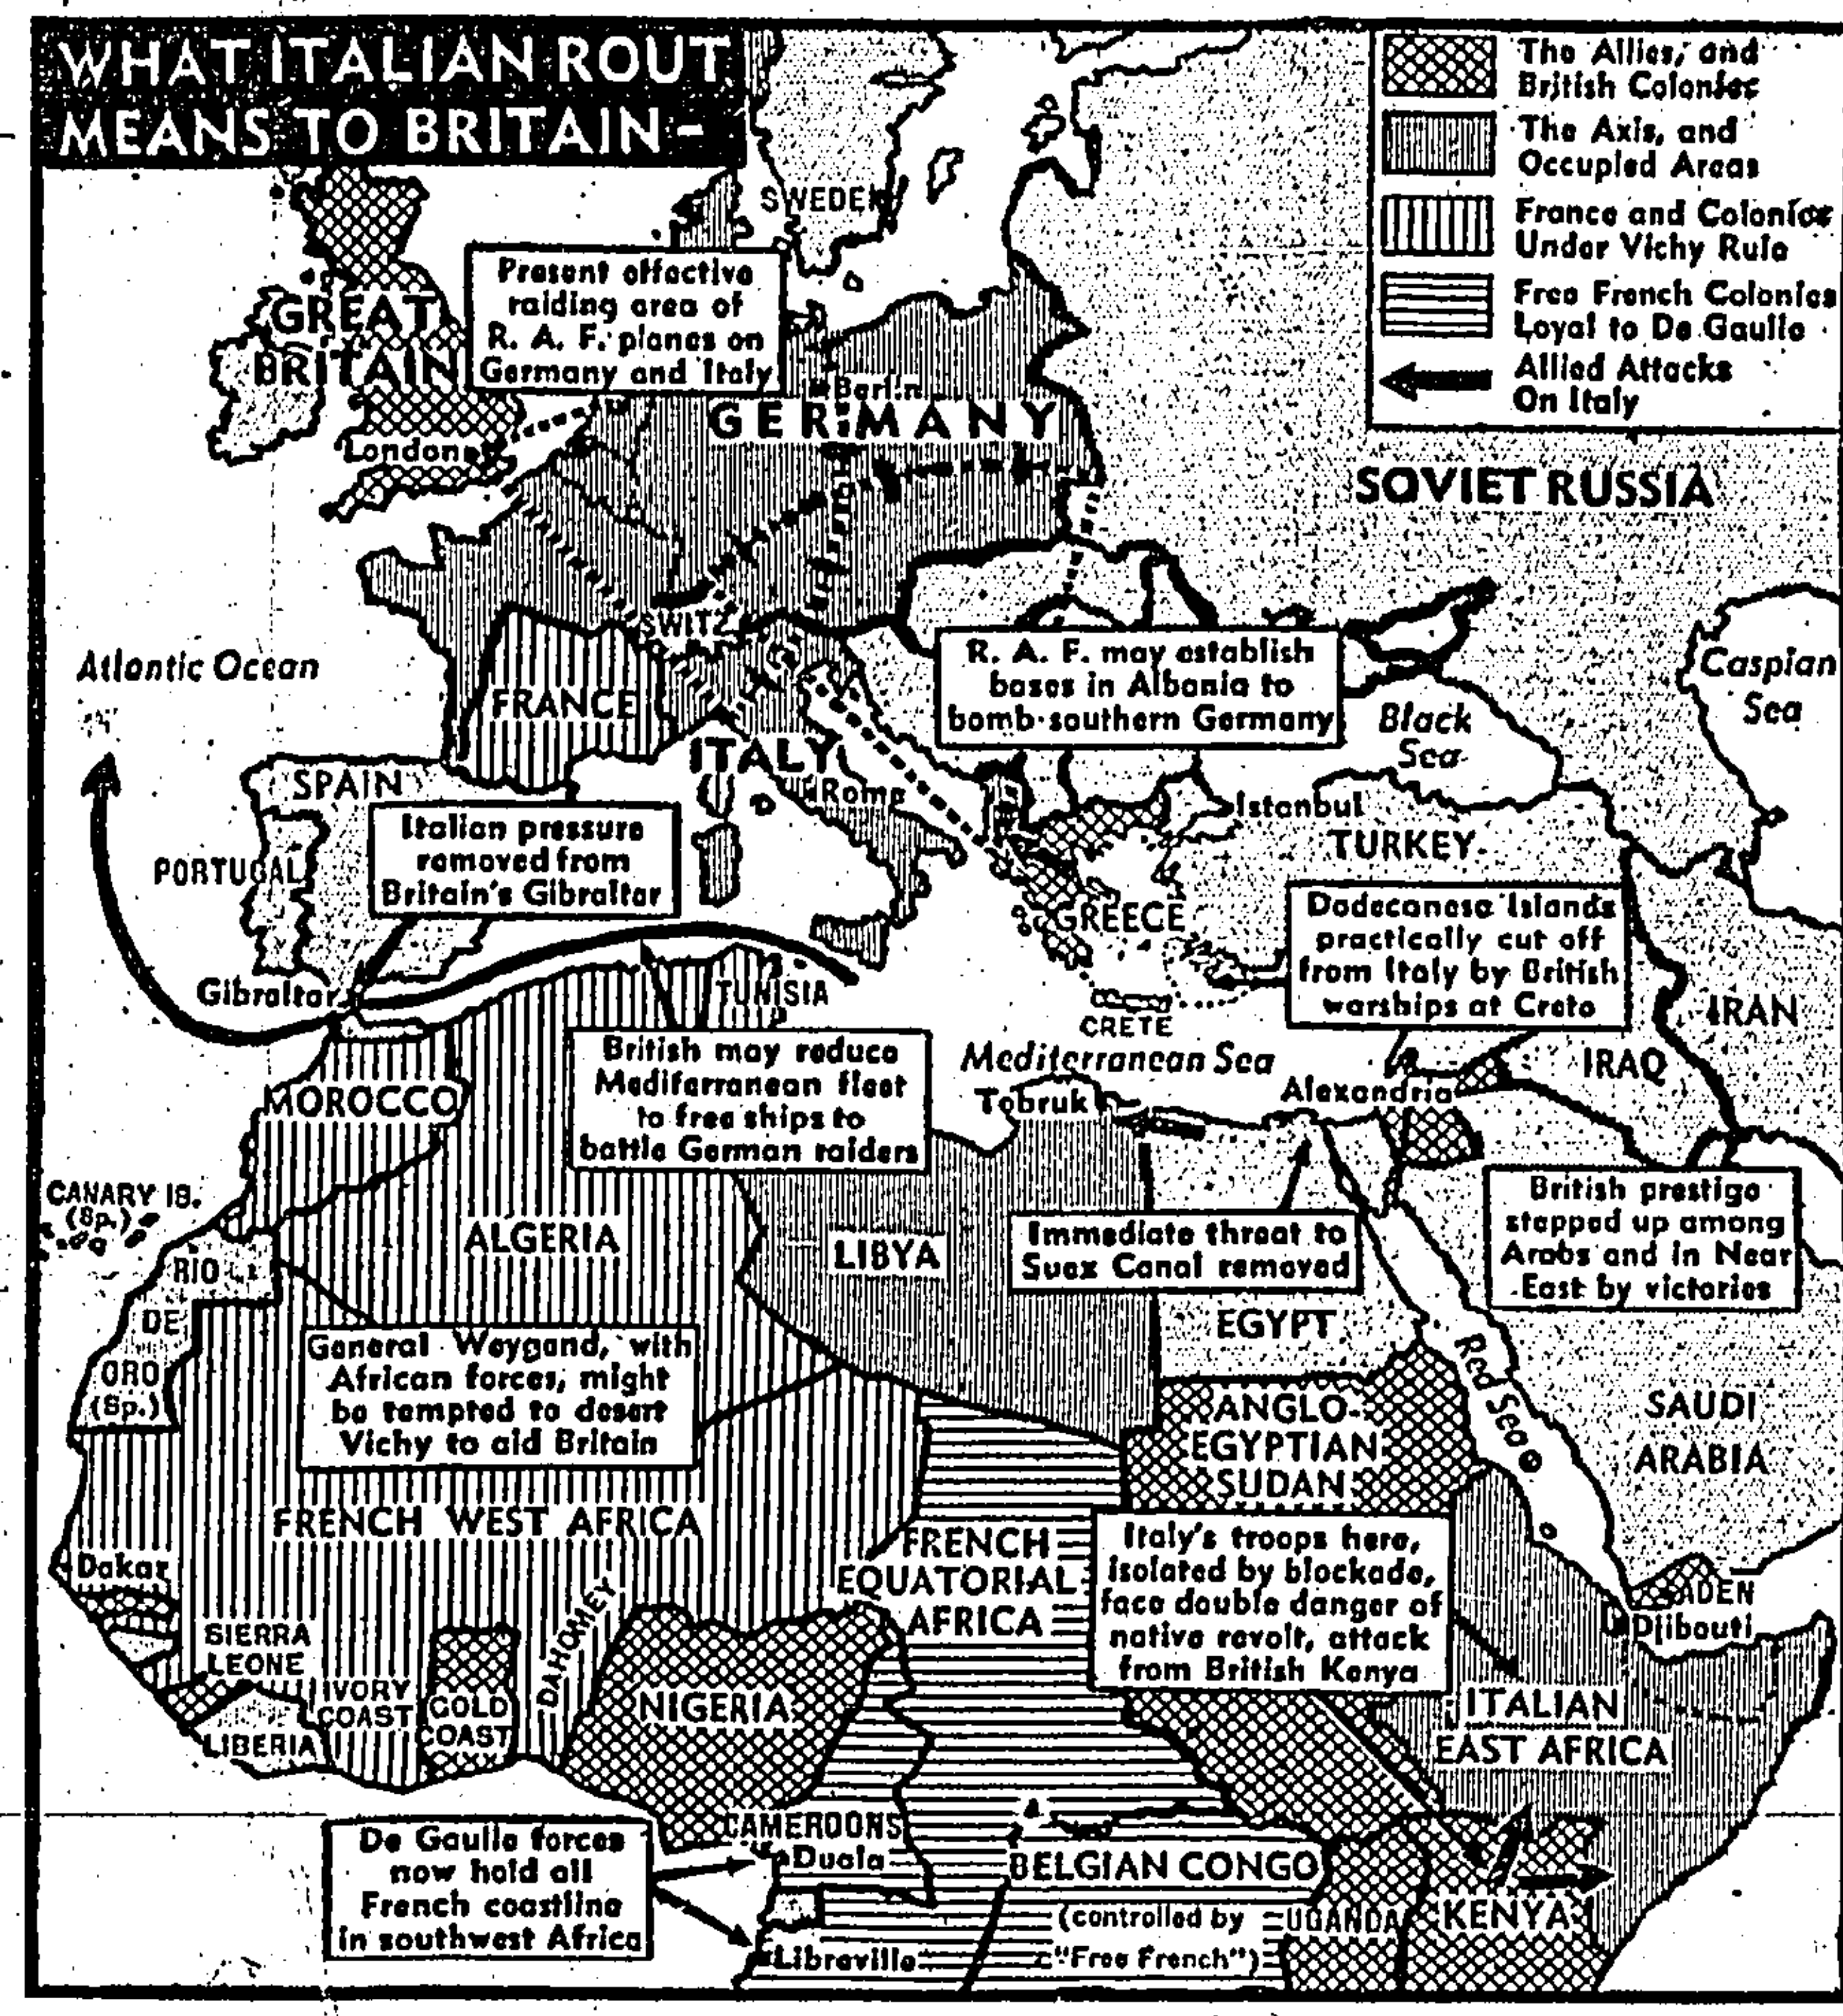 WHAT ITALIAN ROUT
MEANS TO BRITAIN-
The Allies, and
British Colonies
The Axis, and
Occupied Areas
France and Colonies
Under Vichy Rule
Free French Colonies
Loyal to De Gaulle
Allied Attacks
On Italy
SWEDEN
Present effective
raiding area of
R. A. F. planes on
Germany and Italy
GREAT
BRITAIN
London
Berlin
GERMANY
SOVIET RUSSIA
SWITZ.
Atlantic Ocean
FRANCE
R. A. F. may establish
bases in Albania to
bomb southern Germany
Black
Sea
Caspian
Sea
ITALY
Rome
SPAIN
PORTUGAL
Italian pressure
removed from
Britain's Gibraltar
Istanbul
TURKEY
GREECE
Dodecanese Islands
practically cut off
from Italy by British
warships at Crete
Gibraltar
TUNISIA
CRETE
IRAN
IRAQ
Mediterranean Sea
British may reduce
Mediterranean fleet
to free ships to
battle German raiders
Tobruk
Alexandria
MOROCCO
CANARY IS.
(Sp.)
ALGERIA
LIBYA
Immediate threat to
Suez Canal removed
British prestige
stepped up among
Arabs and in Near
East by victories
RIO
DE
ORO
(Sp.)
EGYPT
Red Sea
General Weygand, with
African forces, might
be tempted to desert
Vichy to aid Britain
ANGLO-
EGYPTIAN
SUDAN
SAUDI
ARABIA
FRENCH WEST AFRICA
Dakar
FRENCH
EQUATORIAL
AFRICA
Italy's troops here,
isolated by blockade,
face double danger of
native revolt, attack
from British Kenya
ADEN
Djibouti
SIERRA
LEONE
LIBERIA
IVORY
COAST
GOLD
COAST
DAHOMEY
NIGERIA
ITALIAN
EAST AFRICA
CAMEROONS
Duala
De Gaulle forces
now hold all
French coastline
in southwest Africa
Libreville
BELGIAN CONGO
(controlled by
"Free French")
UGANDA
KENYA